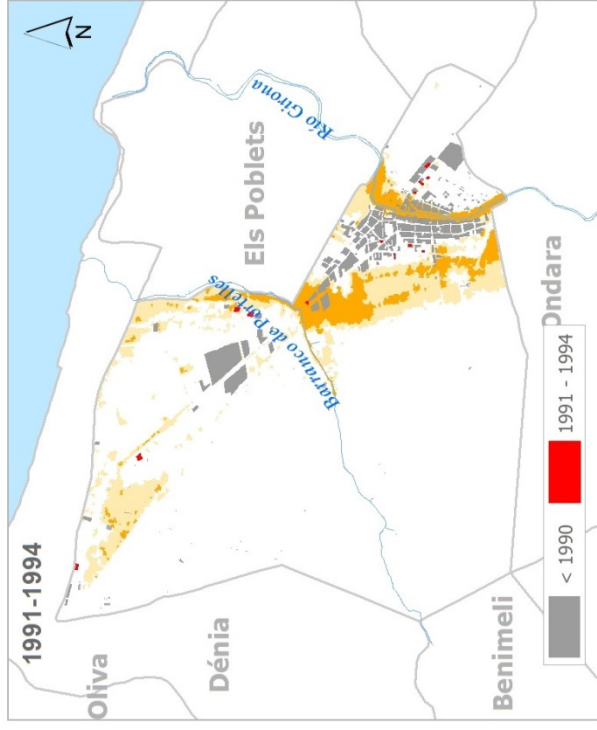 1991-1994
N
Oliva
Dénia
Els Poblets
Río Girona
Barranco de Portelles
Benimeli
Ondara
< 1990
1991 - 1994